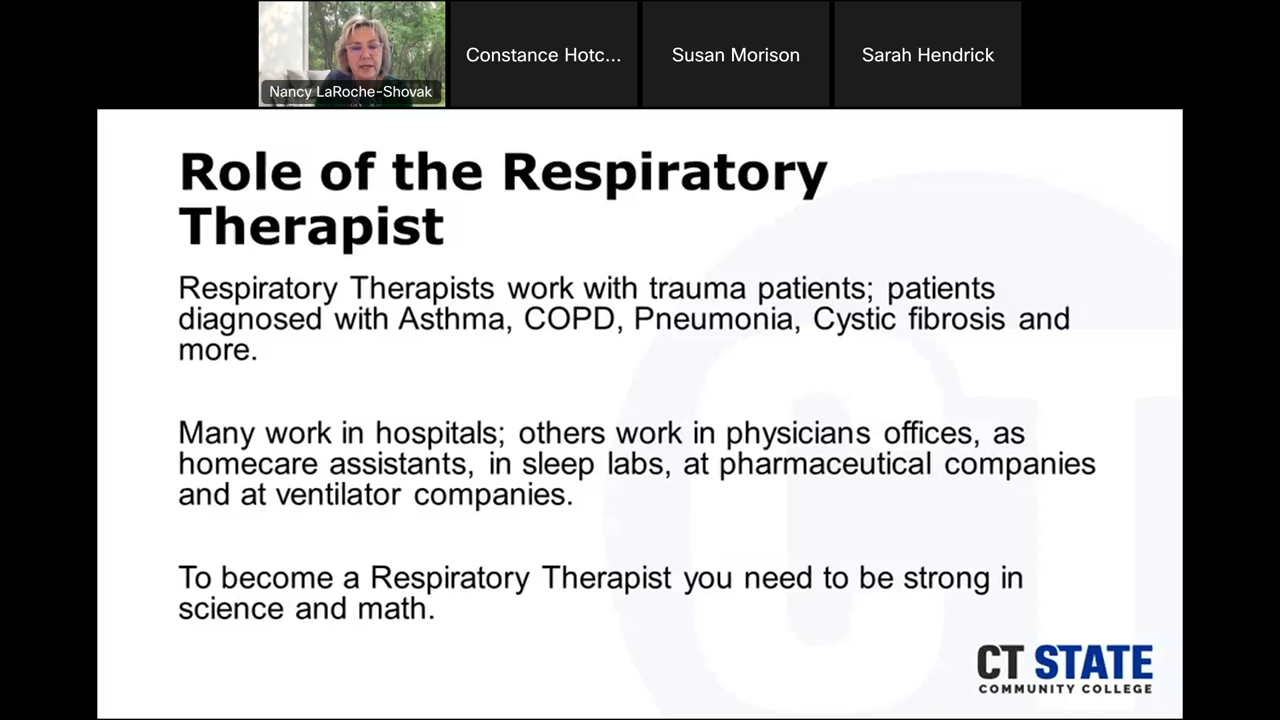 Nancy LaRoche-Shovak
Constance Hotc...
Susan Morison
Sarah Hendrick
Role of the Respiratory
Therapist
Respiratory Therapists work with trauma patients; patients
diagnosed with Asthma, COPD, Pneumonia, Cystic fibrosis and
more.
Many work in hospitals; others work in physicians offices, as
homecare assistants, in sleep labs, at pharmaceutical companies
and at ventilator companies.
To become a Respiratory Therapist you need to be strong in
science and math.
CT STATE
COMMUNITY COLLEGE
CT